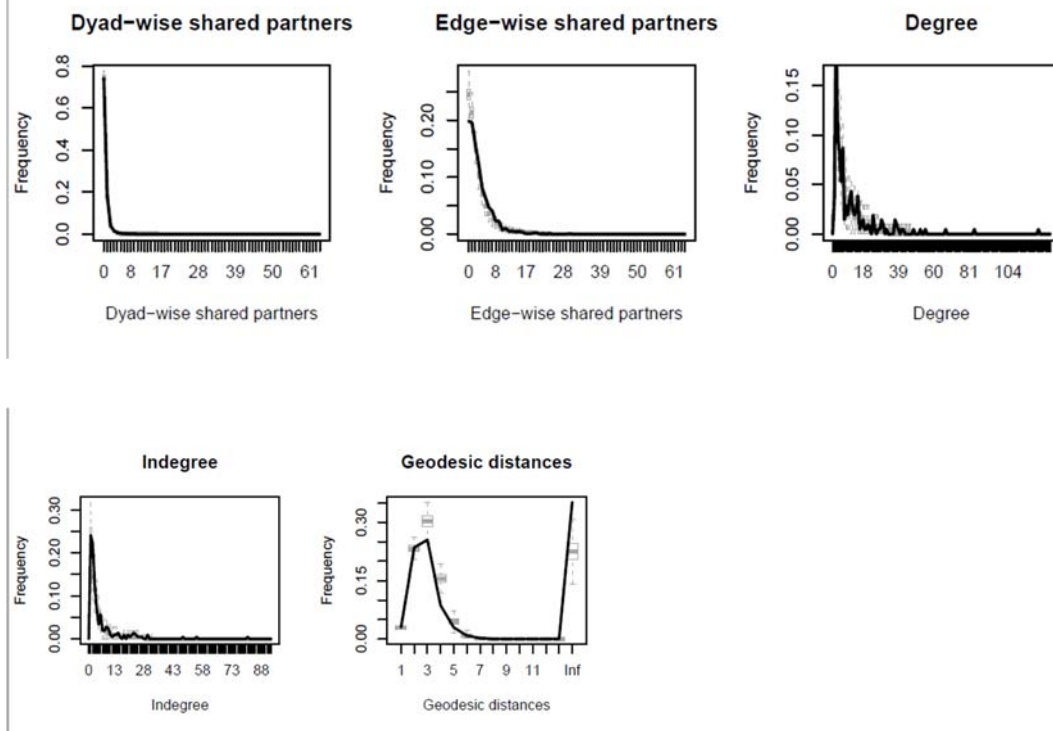 Dyad−wise shared partners
Frequency
0.0 0.2 0.4 0.6 0.8
0 8 17 28 39 50 61
Dyad−wise shared partners
Edge−wise shared partners
Frequency
0.00 0.10 0.20
0 8 17 28 39 50 61
Edge−wise shared partners
Degree
Frequency
0.00 0.05 0.10 0.15
0 18 39 60 81 104
Degree
Indegree
Frequency
0.00 0.10 0.20 0.30
0 13 28 43 58 73 88
Indegree
Geodesic distances
Frequency
0.00 0.15 0.30
1 3 5 7 9 11 Inf
Geodesic distances